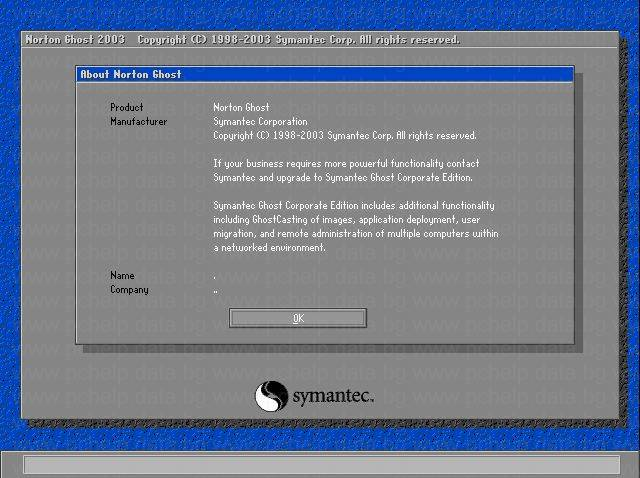 Norton Ghost 2003 Copyright (C) 1998-2003 Symantec Corp. All rights reserved.
About Norton Ghost
Product Norton Ghost
Manufacturer Symantec Corporation
Copyright (C) 1998-2003 Symantec Corp. All rights reserved.
If your business requires more powerful functionality contact
Symantec and upgrade to Symantec Ghost Corporate Edition.
Symantec Ghost Corporate Edition includes additional functionality
including GhostCasting of images, application deployment, user
migration, and remote administration of multiple computers within
a networked environment.
Name .
Company ..
OK
symantec.